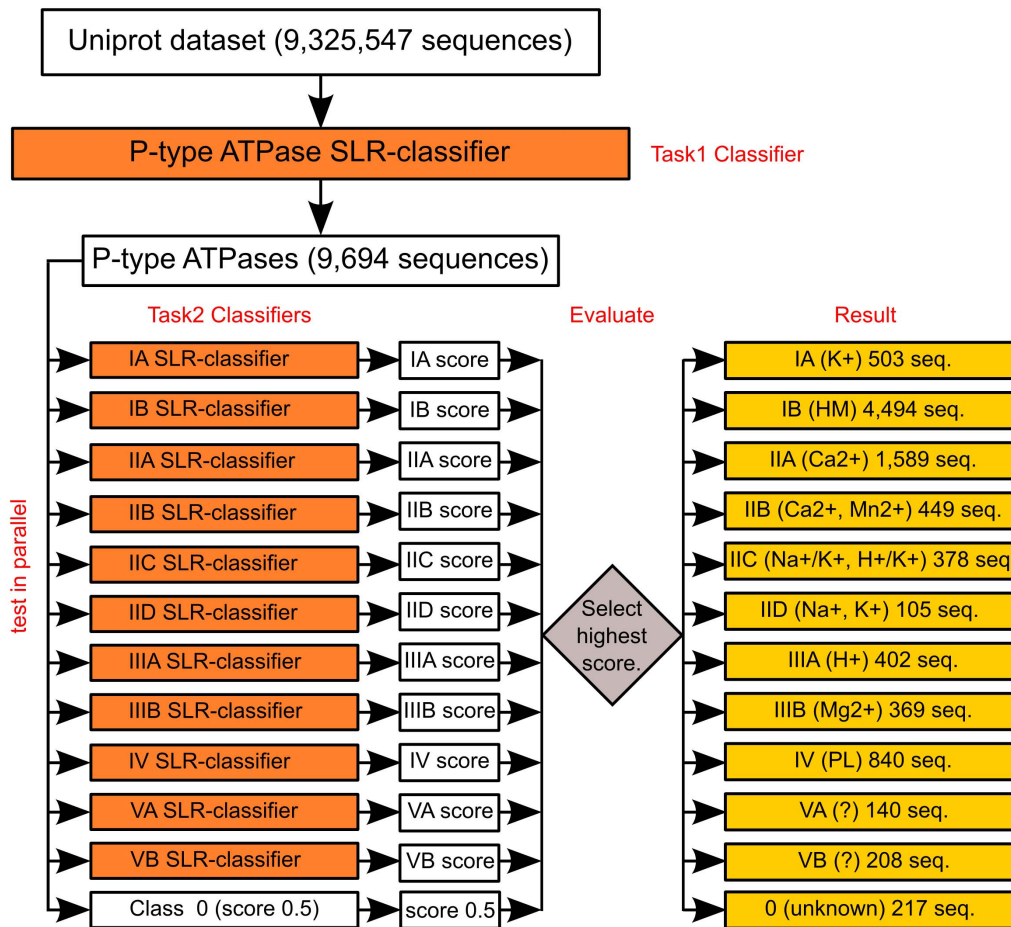 Uniprot dataset (9,325,547 sequences)
P-type ATPase SLR-classifier
Task1 Classifier
P-type ATPases (9,694 sequences)
Task2 Classifiers
Evaluate
Result
test in parallel
IA SLR-classifier
IA score
IA (K+) 503 seq.
IB SLR-classifier
IB score
IB (HM) 4,494 seq.
IIA SLR-classifier
IIA score
IIA (Ca2+) 1,589 seq.
IIB SLR-classifier
IIB score
IIB (Ca2+, Mn2+) 449 seq.
IIC SLR-classifier
IIC score
IIC (Na+/K+, H+/K+) 378 seq
IID SLR-classifier
IID score
IID (Na+, K+) 105 seq.
Select
highest
score.
IIIA SLR-classifier
IIIA score
IIIA (H+) 402 seq.
IIIB SLR-classifier
IIIB score
IIIB (Mg2+) 369 seq.
IV SLR-classifier
IV score
IV (PL) 840 seq.
VA SLR-classifier
VA score
VA (?) 140 seq.
VB SLR-classifier
VB score
VB (?) 208 seq.
Class 0 (score 0.5)
score 0.5
0 (unknown) 217 seq.